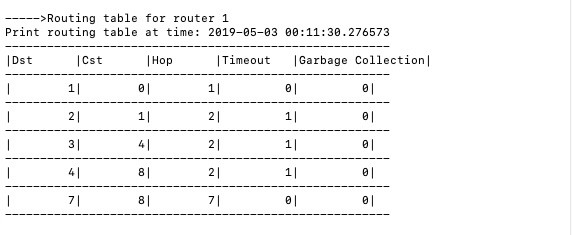 ----->Routing table for router 1
Print routing table at time: 2019-05-03 00:11:30.276573
-------------------------------------------------------
|Dst      |Cst      |Hop      |Timeout   |Garbage Collection|
-------------------------------------------------------
|        1|        0|        1|         0|         0|
-------------------------------------------------------
|        2|        1|        2|         1|         0|
-------------------------------------------------------
|        3|        4|        2|         1|         0|
-------------------------------------------------------
|        4|        8|        2|         1|         0|
-------------------------------------------------------
|        7|        8|        7|         0|         0|
-------------------------------------------------------